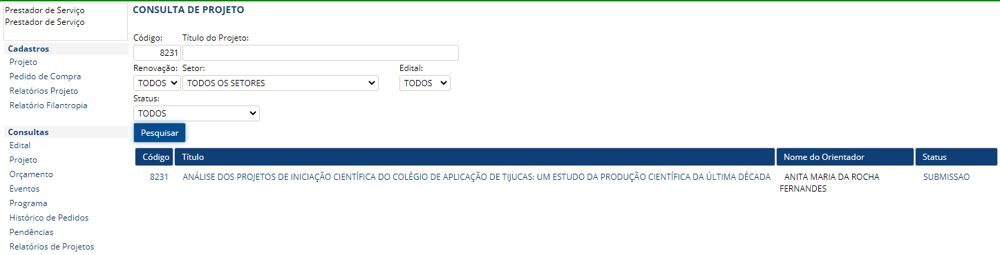 Prestador de Serviço
Prestador de Serviço
Cadastros
Projeto
Pedido de Compra
Relatórios Projeto
Relatório Filantropia
Consultas
Edital
Projeto
Orçamento
Eventos
Programa
Histórico de Pedidos
Pendências
Relatórios de Projetos
CONSULTA DE PROJETO
Código: Título do Projeto:
8231
Renovação: Setor: Edital:
TODOS TODOS OS SETORES TODOS
Status:
TODOS
Pesquisar
Código Título Nome do Orientador Status
8231 ANÁLISE DOS PROJETOS DE INICIAÇÃO CIENTÍFICA DO COLÉGIO DE APLICAÇÃO DE TIJUCAS: UM ESTUDO DA PRODUÇÃO CIENTÍFICA DA ÚLTIMA DÉCADA ANITA MARIA DA ROCHA SUBMISSAO
FERNANDES